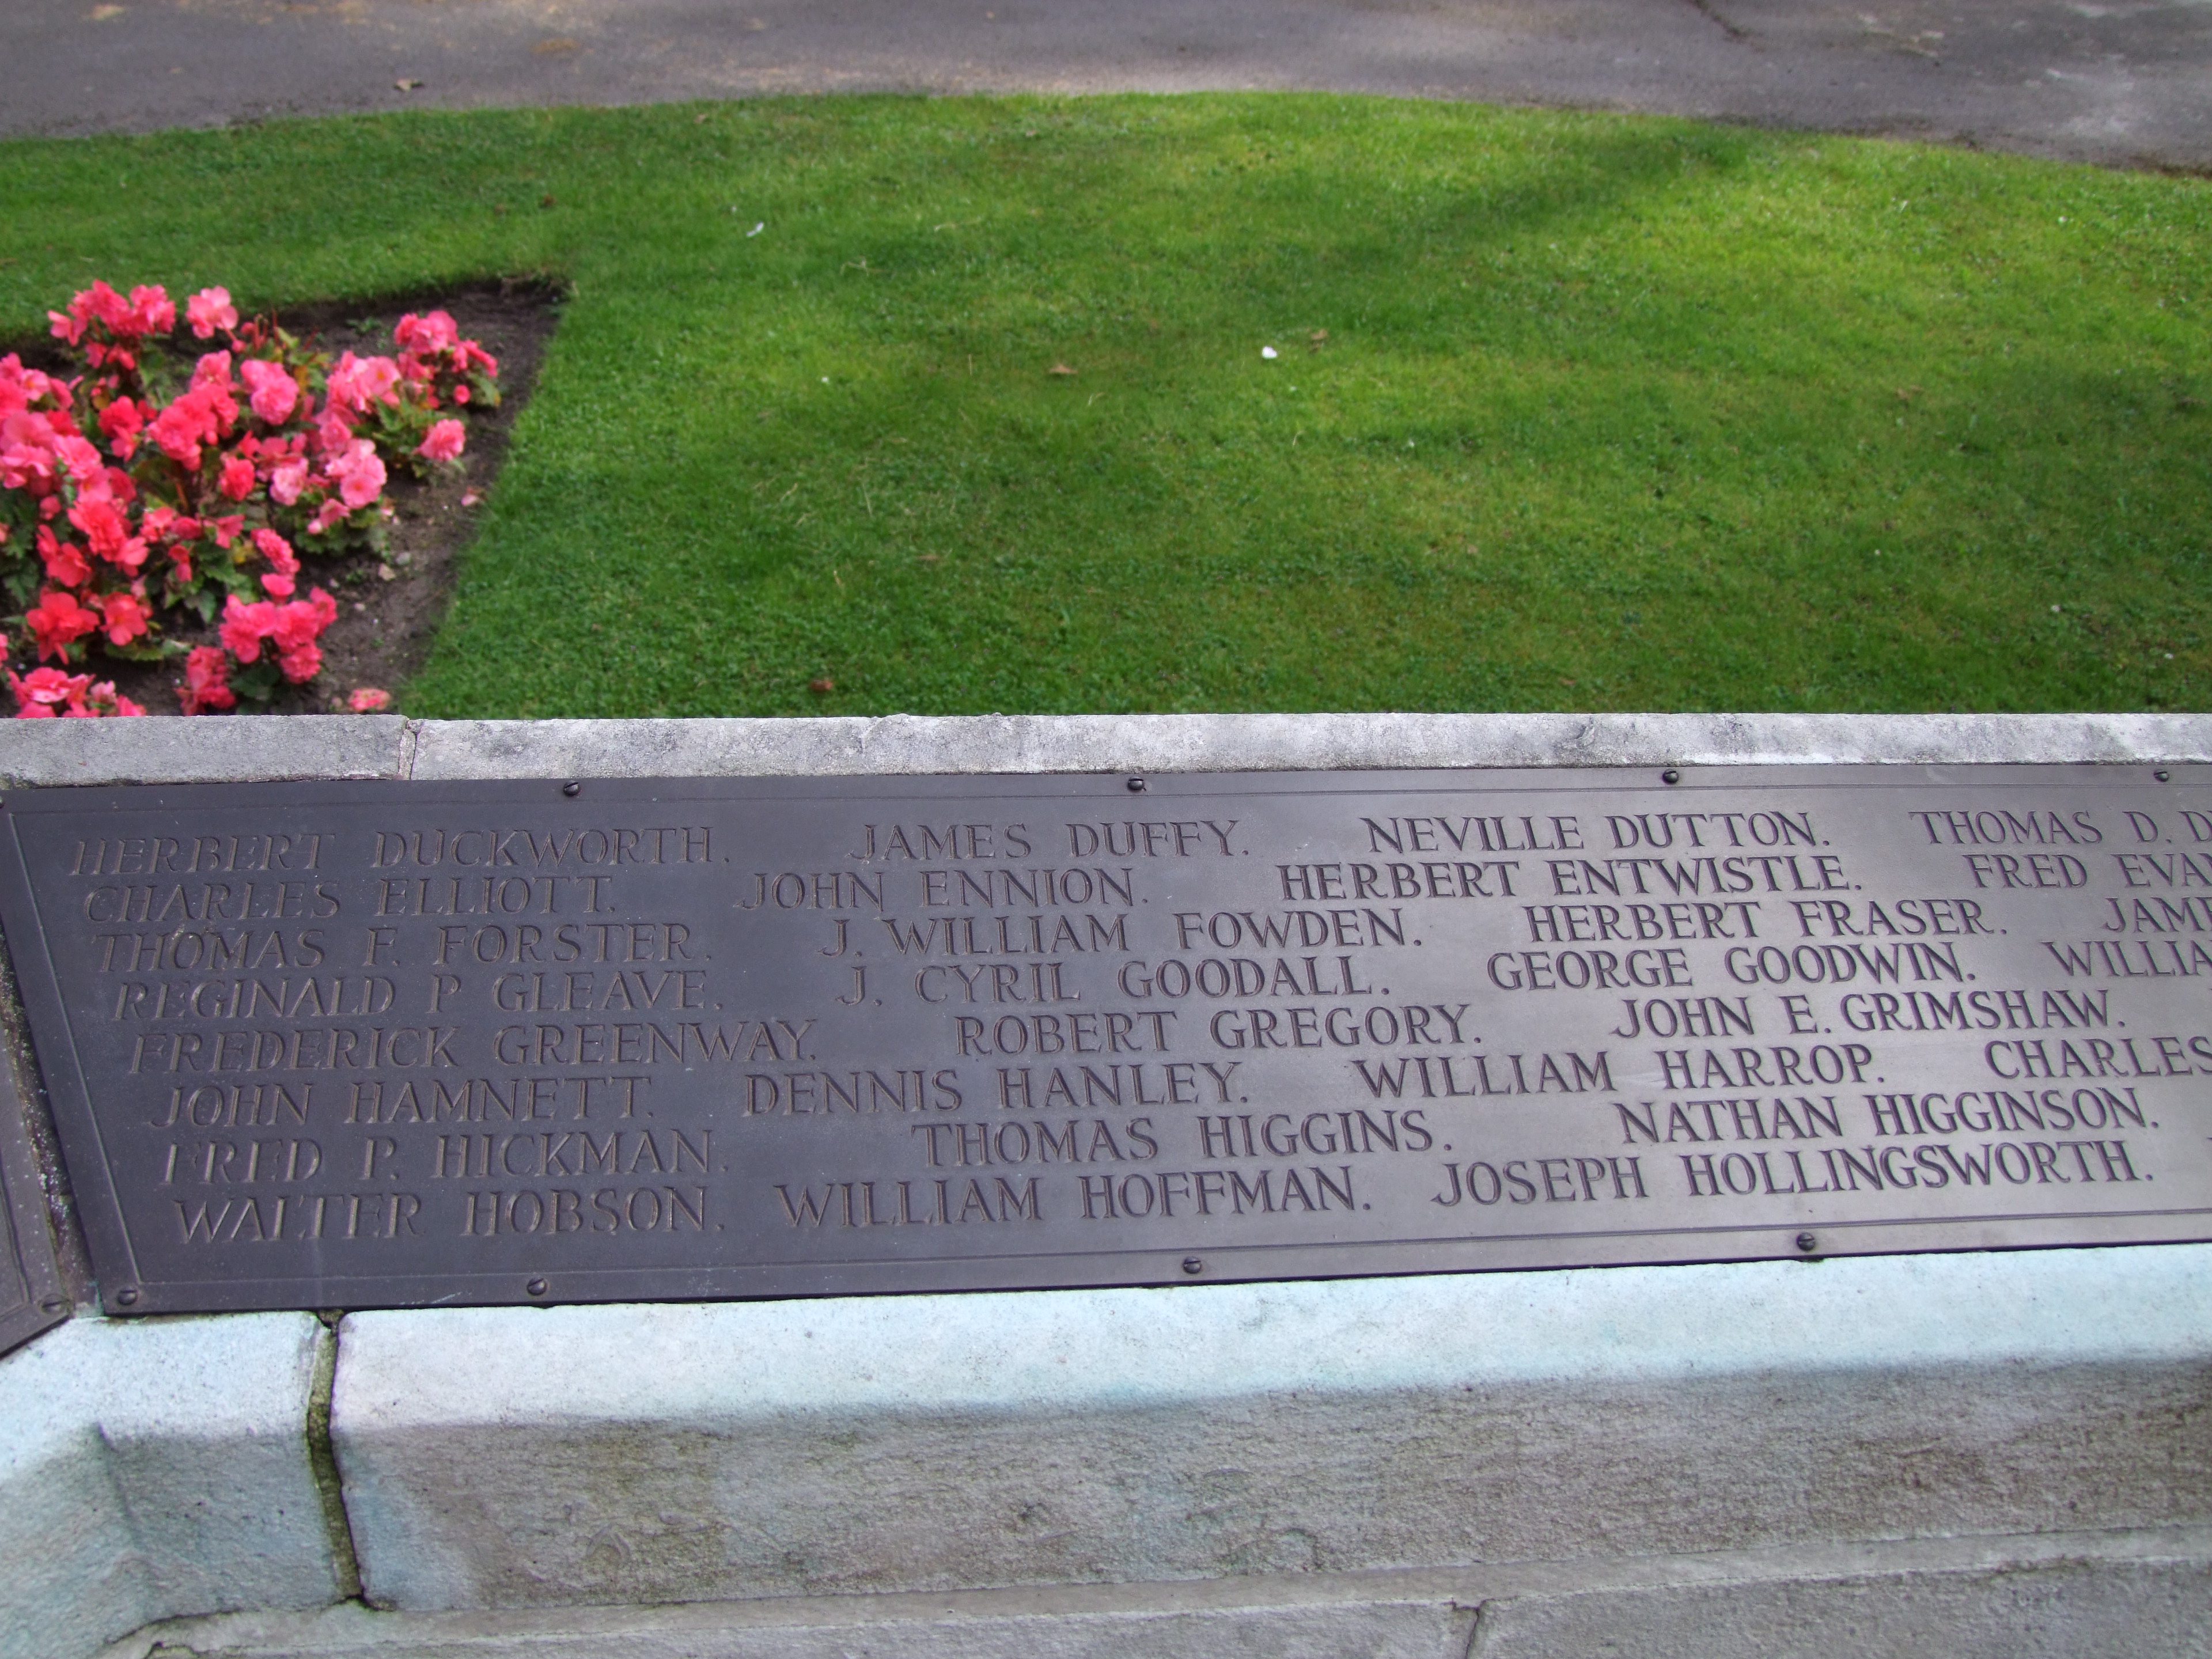 HERBERT DUCKWORTH. JAMES DUFFY. NEVILLE DUTTON. THOMAS D.
CHARLES ELLIOTT. JOHN ENNION. HERBERT ENTWISTLE. FRED
THOMAS F. FORSTER. J. WILLIAM FOWDEN. HERBERT FRASER.
REGINALD P GLEAVE. J. CYRIL GOODALL. GEORGE GOODWIN.
FREDERICK GREENWAY. ROBERT GREGORY. JOHN E. GRIMSHAW.
JOHN HAMNETT. DENNIS HANLEY. WILLIAM HARROP. CHARLES
FRED P. HICKMAN. THOMAS HIGGINS. NATHAN HIGGINSON.
WALTER HOBSON. WILLIAM HOFFMAN. JOSEPH HOLLINGSWORTH.